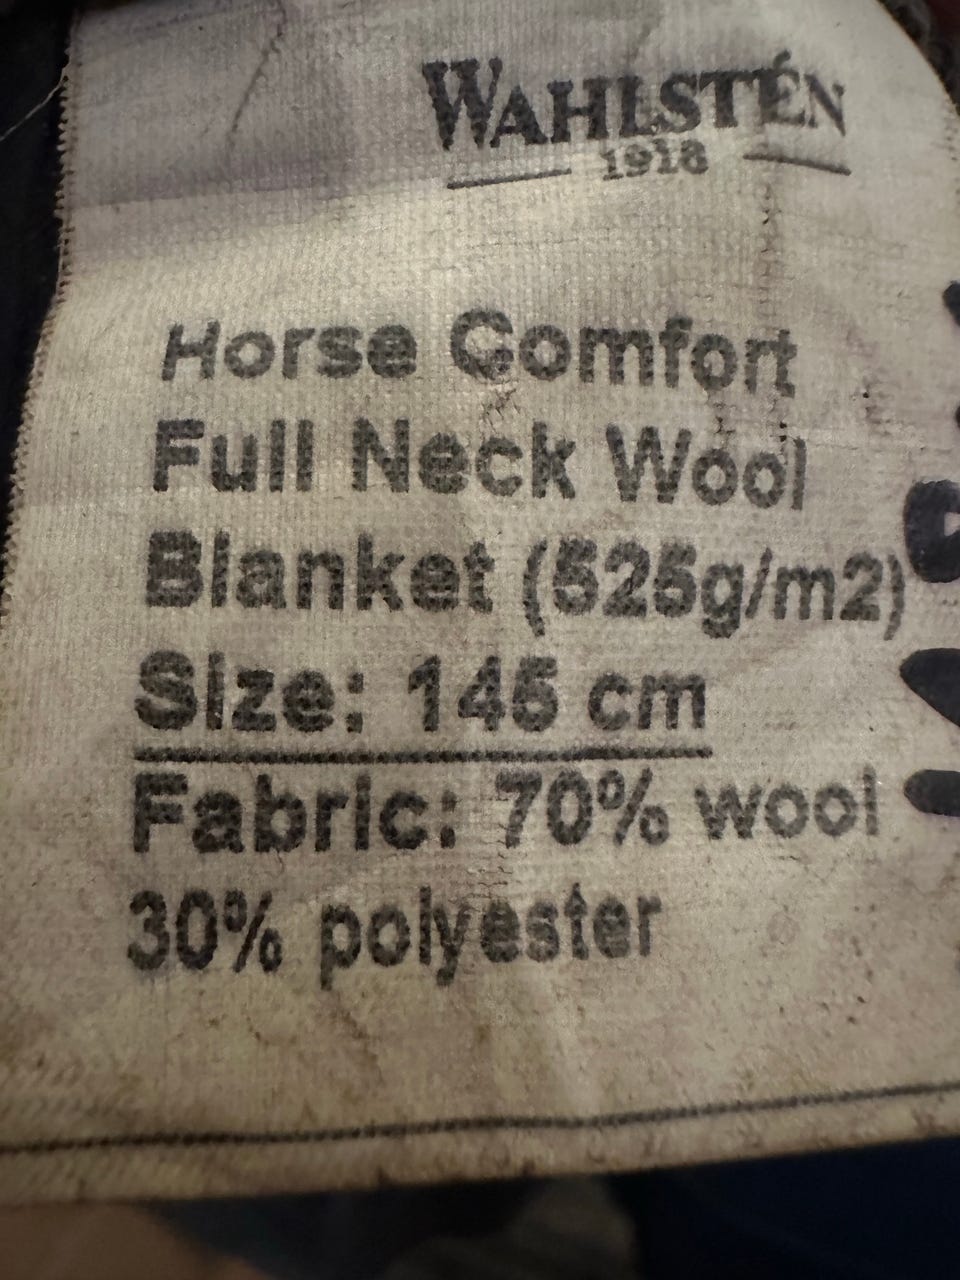 WAHLSTÉN
1918
Horse Comfort
Full Neck Wool
Blanket (525g/m2)
Size: 145 cm
Fabric: 70% wool
30% polyester